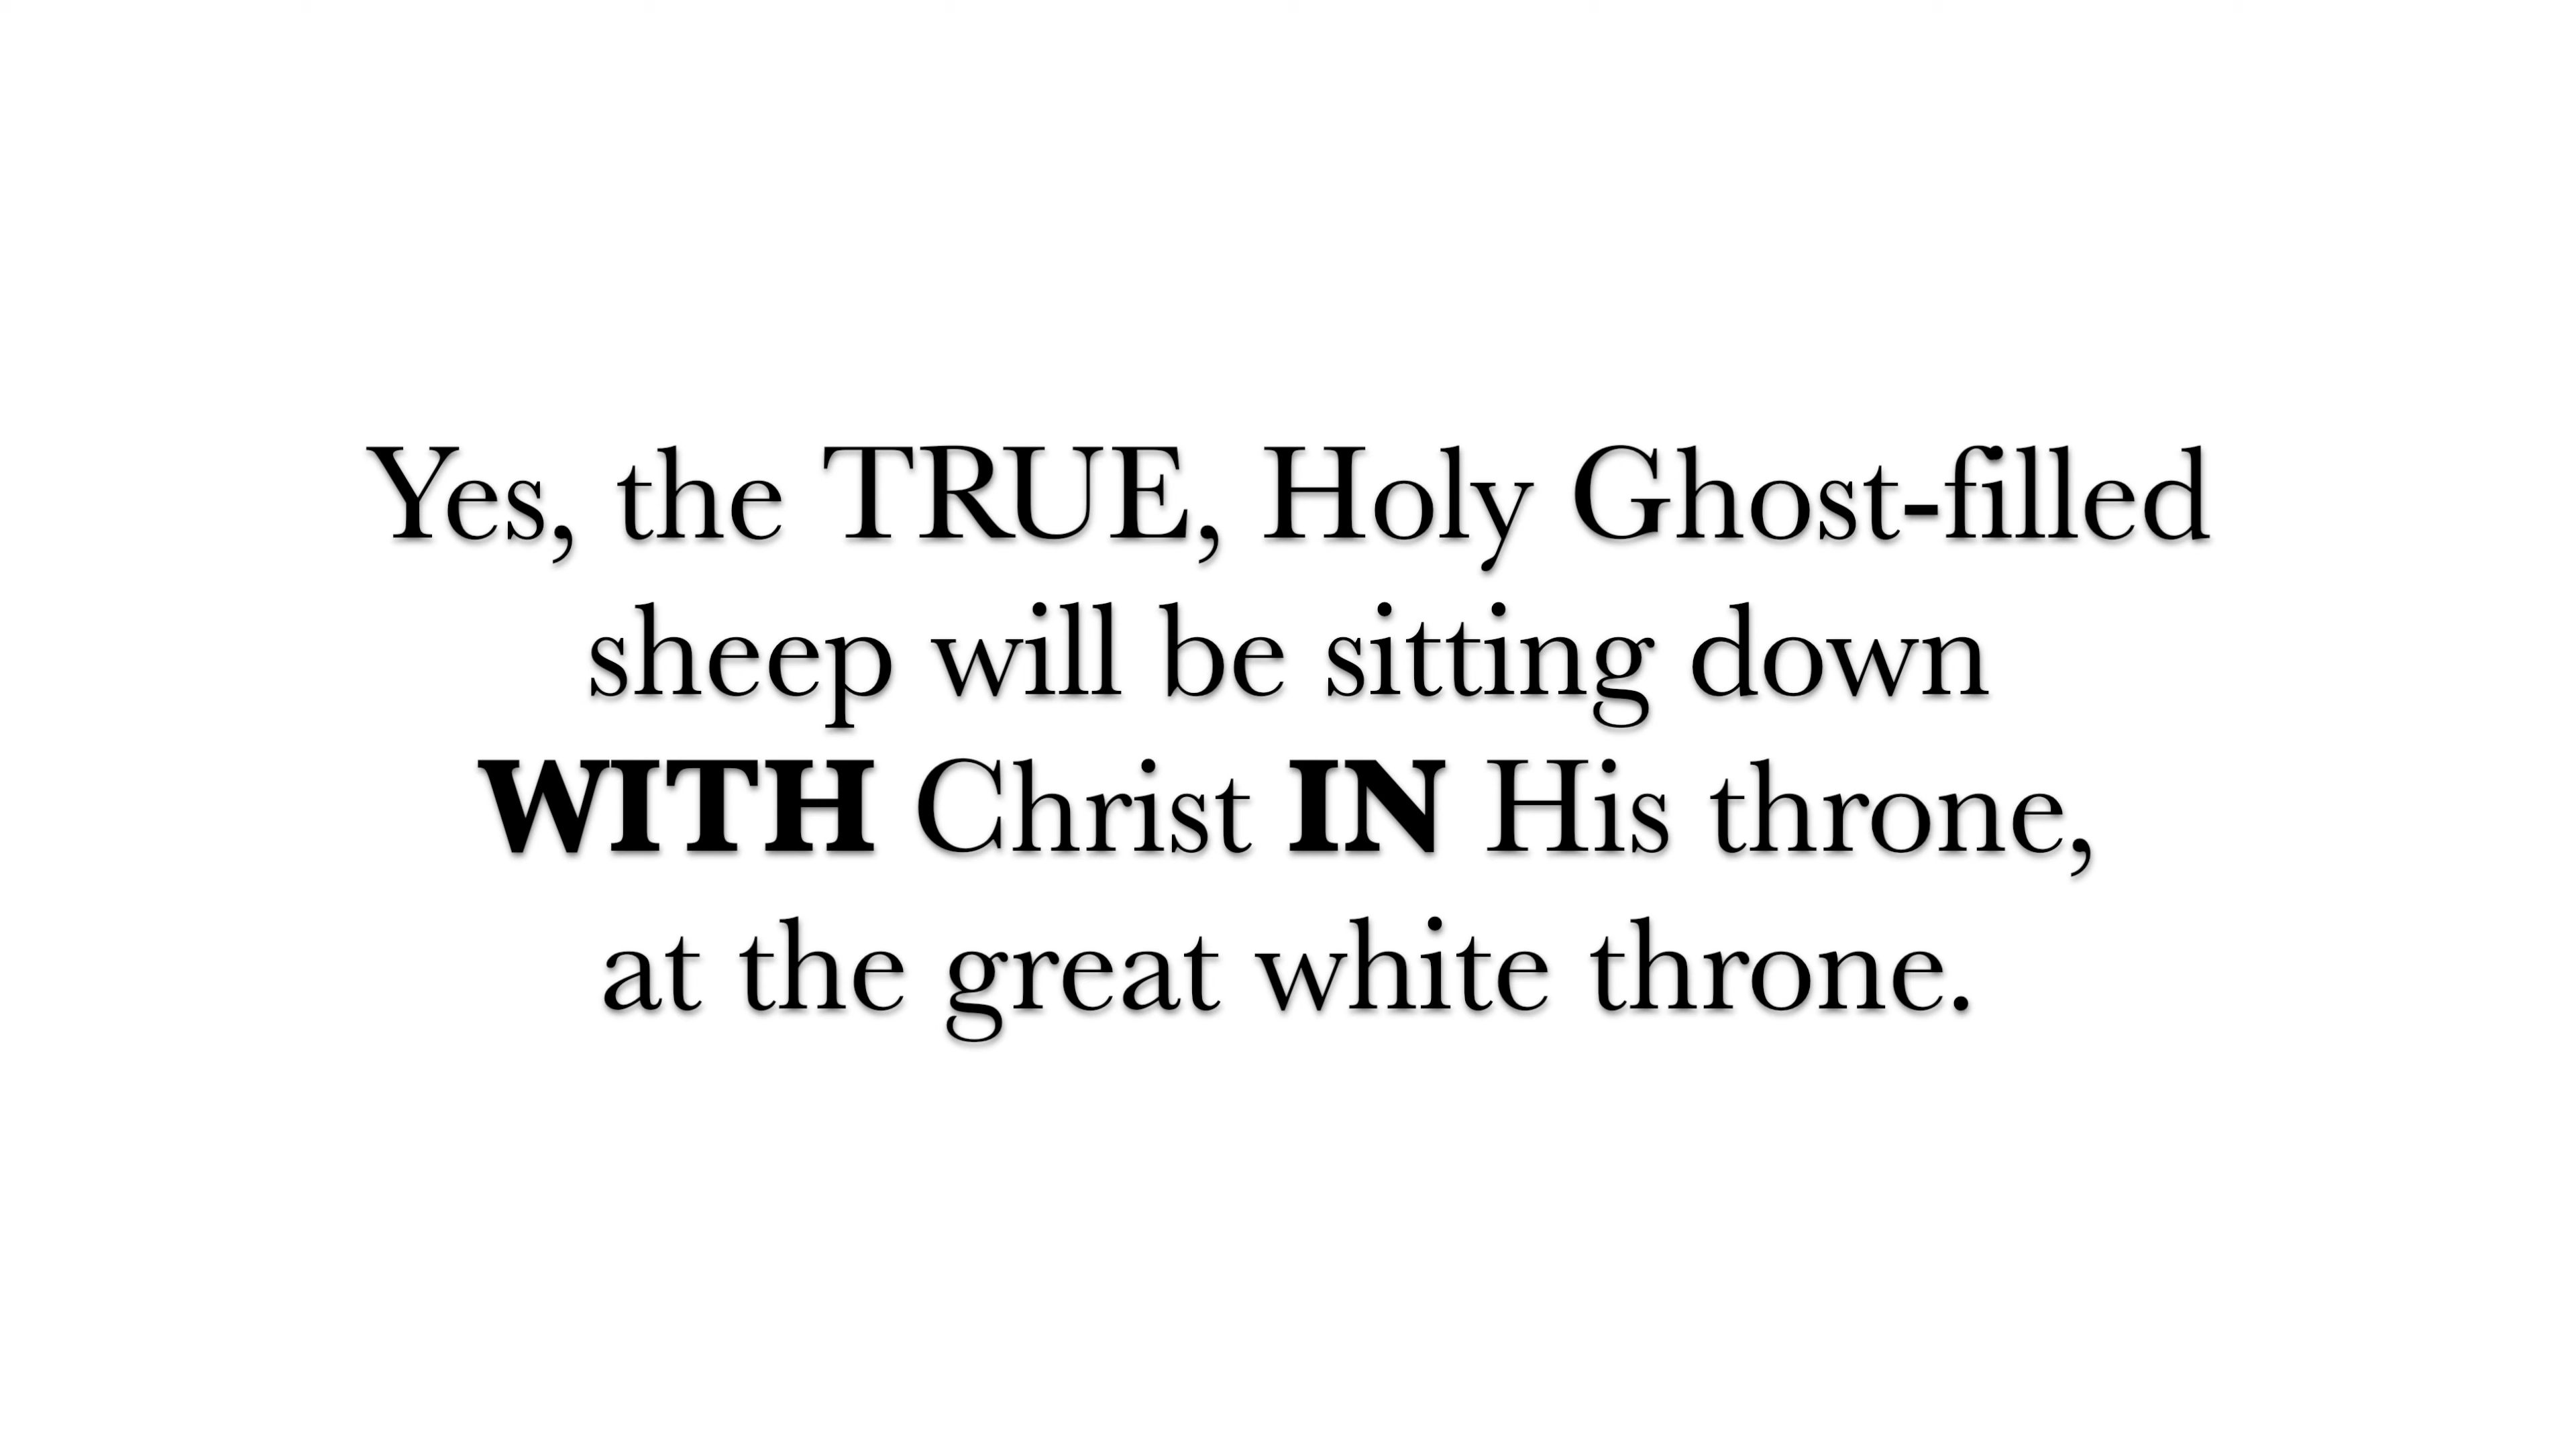 Yes, the TRUE, Holy Ghost-filled
sheep will be sitting down
WITH Christ IN His throne,
at the great white throne.